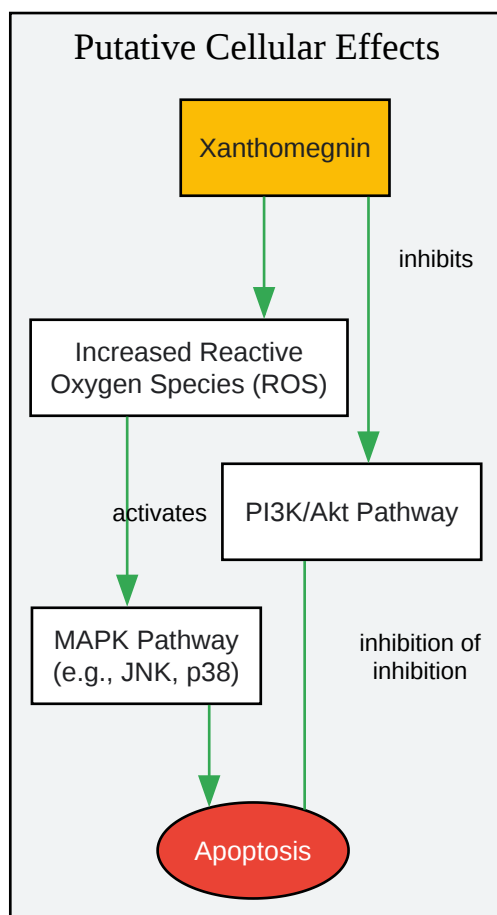 Putative Cellular Effects
Xanthomegnin
inhibits
Increased Reactive
Oxygen Species (ROS)
activates
PI3K/Akt Pathway
MAPK Pathway
(e.g., JNK, p38)
inhibition of
inhibition
Apoptosis